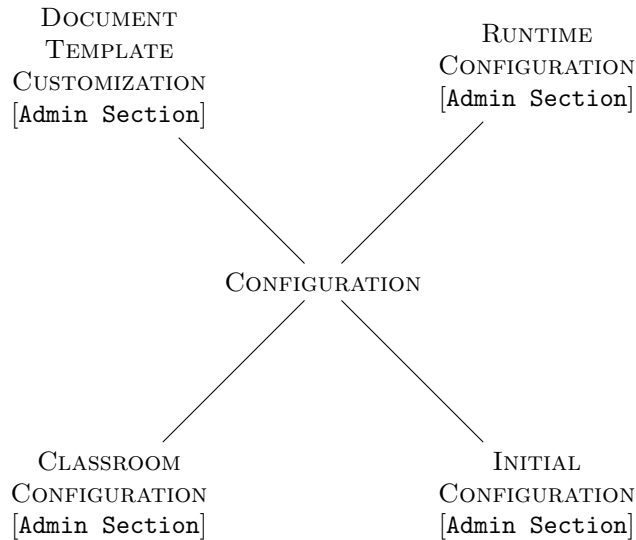 Document
Template
Customization
[Admin Section]
Runtime
Configuration
[Admin Section]
Configuration
Classroom
Configuration
[Admin Section]
Initial
Configuration
[Admin Section]